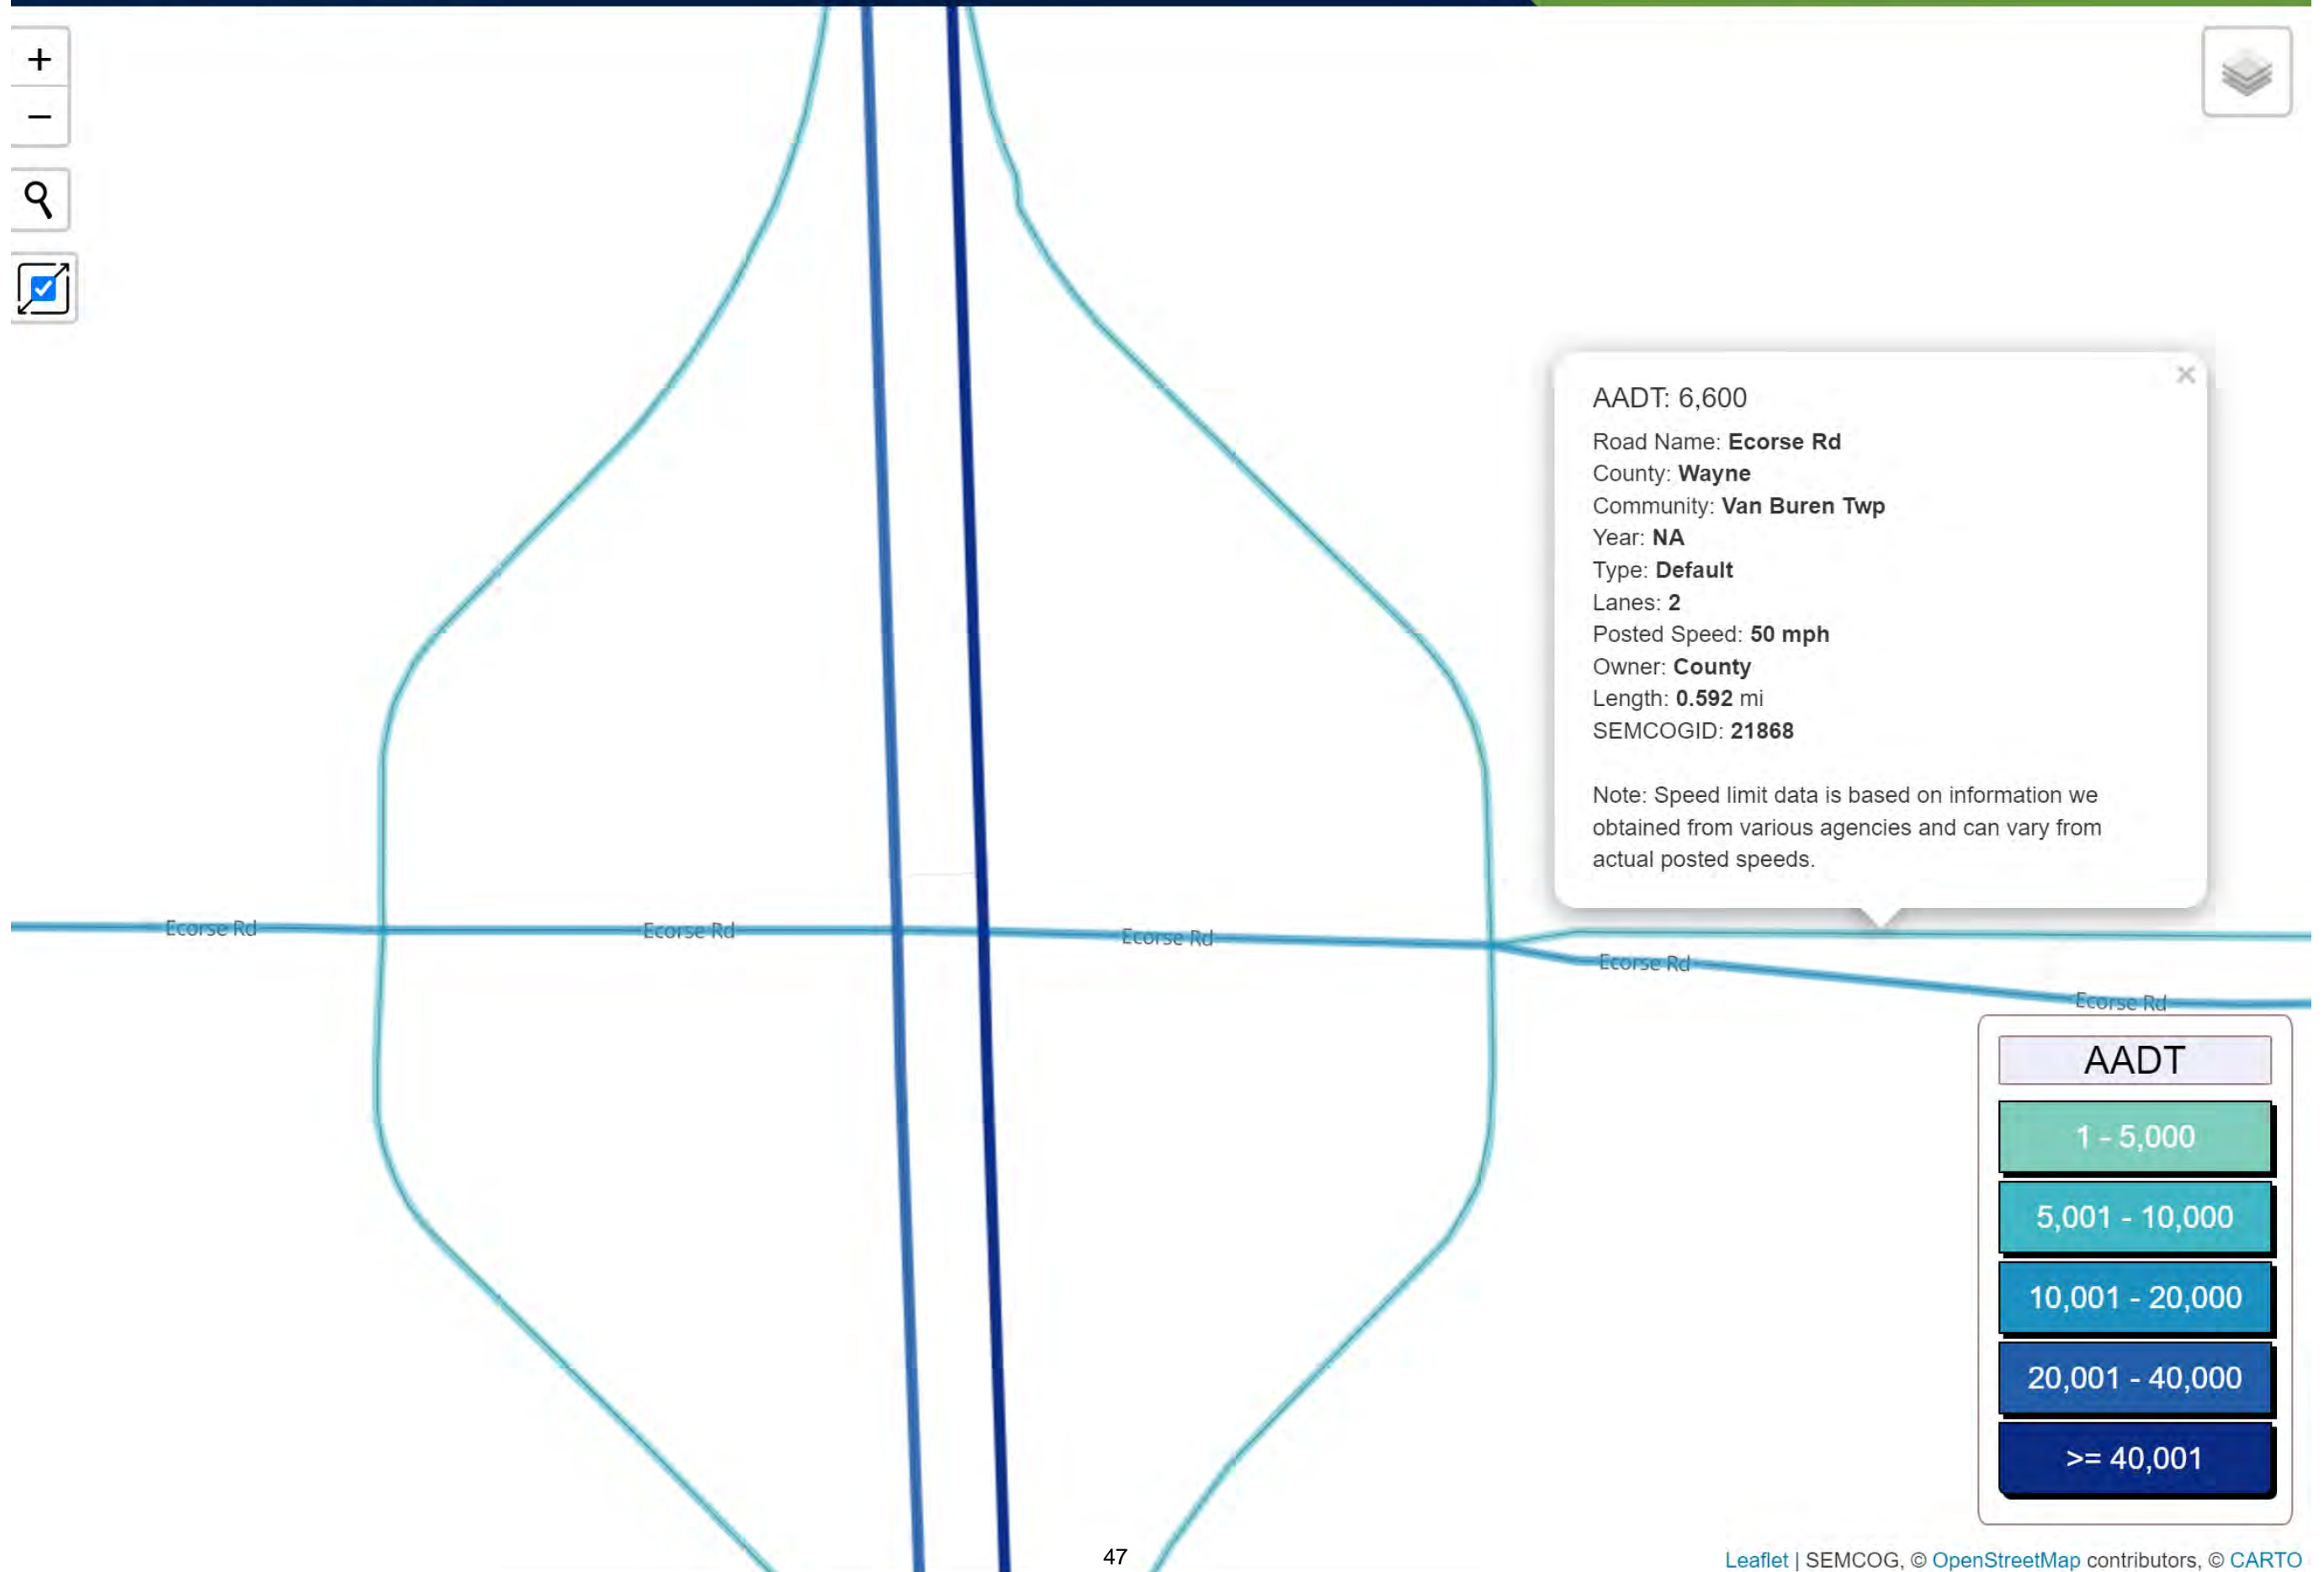 +
−
AADT: 6,600
×
Road Name: Ecorse Rd
County: Wayne
Community: Van Buren Twp
Year: NA
Type: Default
Lanes: 2
Posted Speed: 50 mph
Owner: County
Length: 0.592 mi
SEMCOGID: 21868
Note: Speed limit data is based on information we
obtained from various agencies and can vary from
actual posted speeds.
Ecorse Rd
Ecorse Rd
Ecorse Rd
Ecorse Rd
Ecorse Rd
AADT
1 - 5,000
5,001 - 10,000
10,001 - 20,000
20,001 - 40,000
>= 40,001
47
Leaflet | SEMCOG, © OpenStreetMap contributors, © CARTO